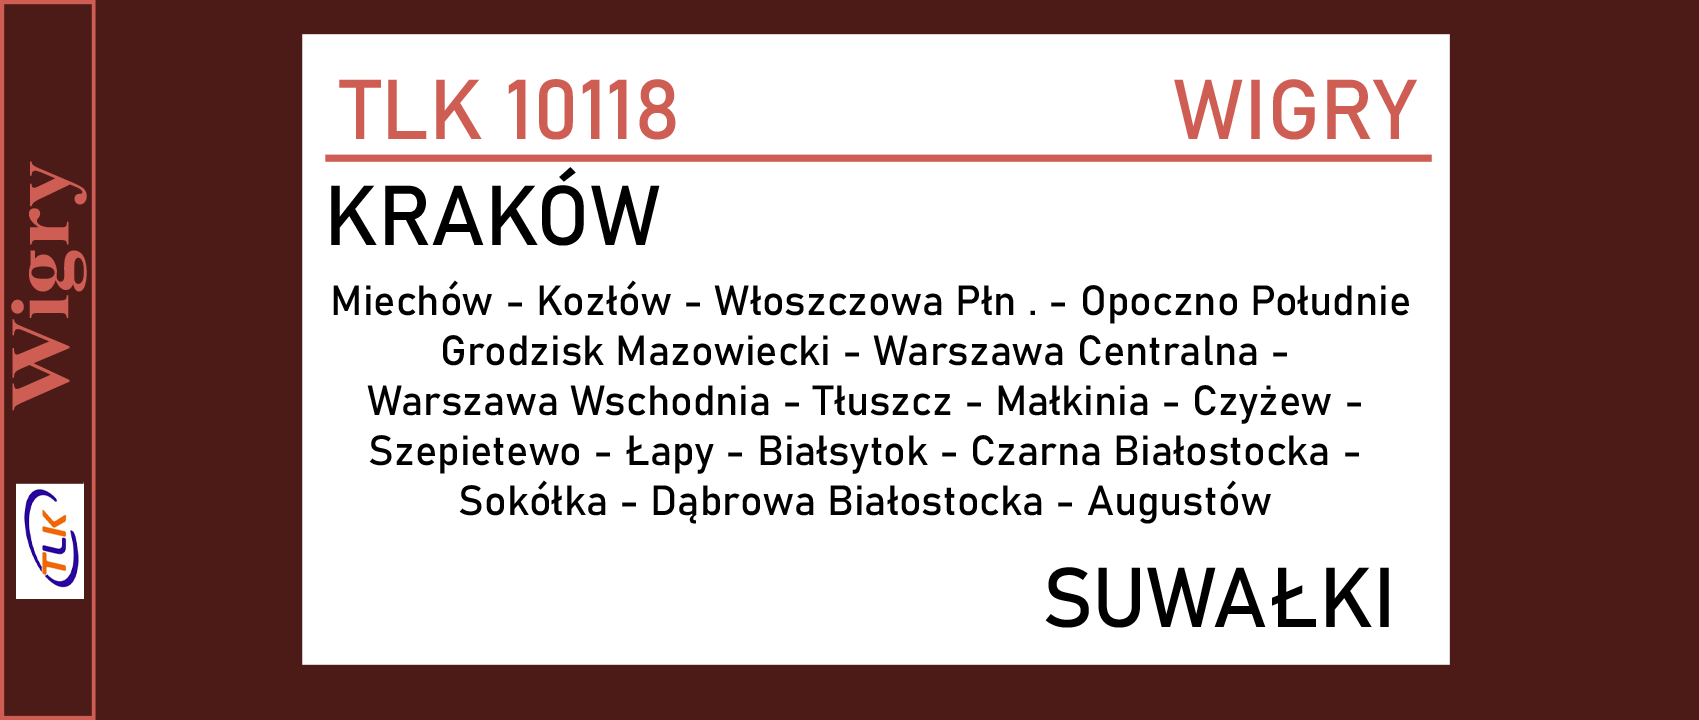 Wigry
TLK
TLK 10118 WIGRY
KRAKÓW
Miechów - Kozłów - Włoszczowa Płn . - Opoczno Południe
Grodzisk Mazowiecki - Warszawa Centralna -
Warszawa Wschodnia - Tłuszcz - Małkinia - Czyżew -
Szepietewo - Łapy - Białsytok - Czarna Białostocka -
Sokółka - Dąbrowa Białostocka - Augustów
SUWAŁKI